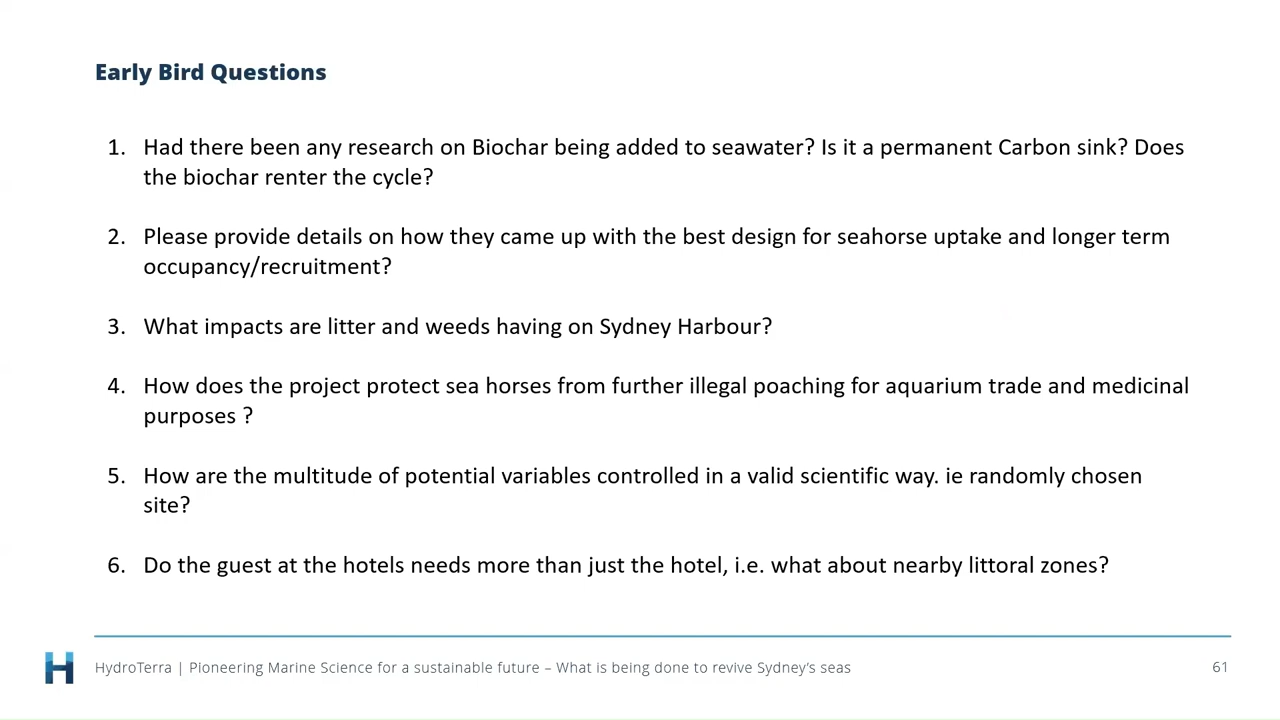 Early Bird Questions
1. Had there been any research on Biochar being added to seawater? Is it a permanent Carbon sink? Does
the biochar renter the cycle?
2. Please provide details on how they came up with the best design for seahorse uptake and longer term
occupancy/recruitment?
3. What impacts are litter and weeds having on Sydney Harbour?
4. How does the project protect sea horses from further illegal poaching for aquarium trade and medicinal
purposes ?
5. How are the multitude of potential variables controlled in a valid scientific way. ie randomly chosen
site?
6. Do the guest at the hotels needs more than just the hotel, i.e. what about nearby littoral zones?
H HydroTerra | Pioneering Marine Science for a sustainable future – What is being done to revive Sydney's seas 61